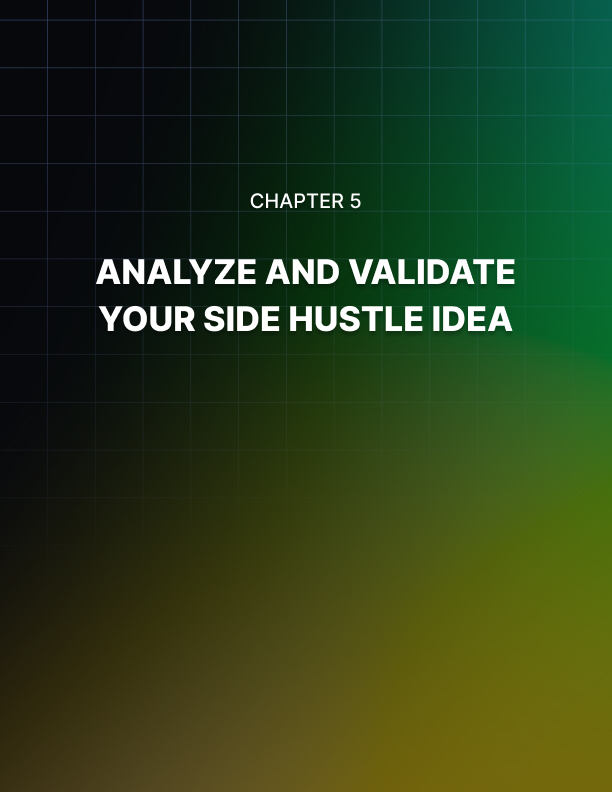 CHAPTER 5
ANALYZE AND VALIDATE
YOUR SIDE HUSTLE IDEA